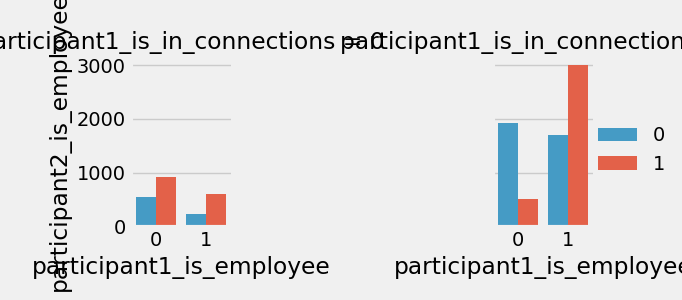 participant1_is_in_connections = 0
participant1_is_in_connection
participant2_is_employee
3000
2000
1000
0
0
1
participant1_is_employee
0
1
participant1_is_employee
0
1